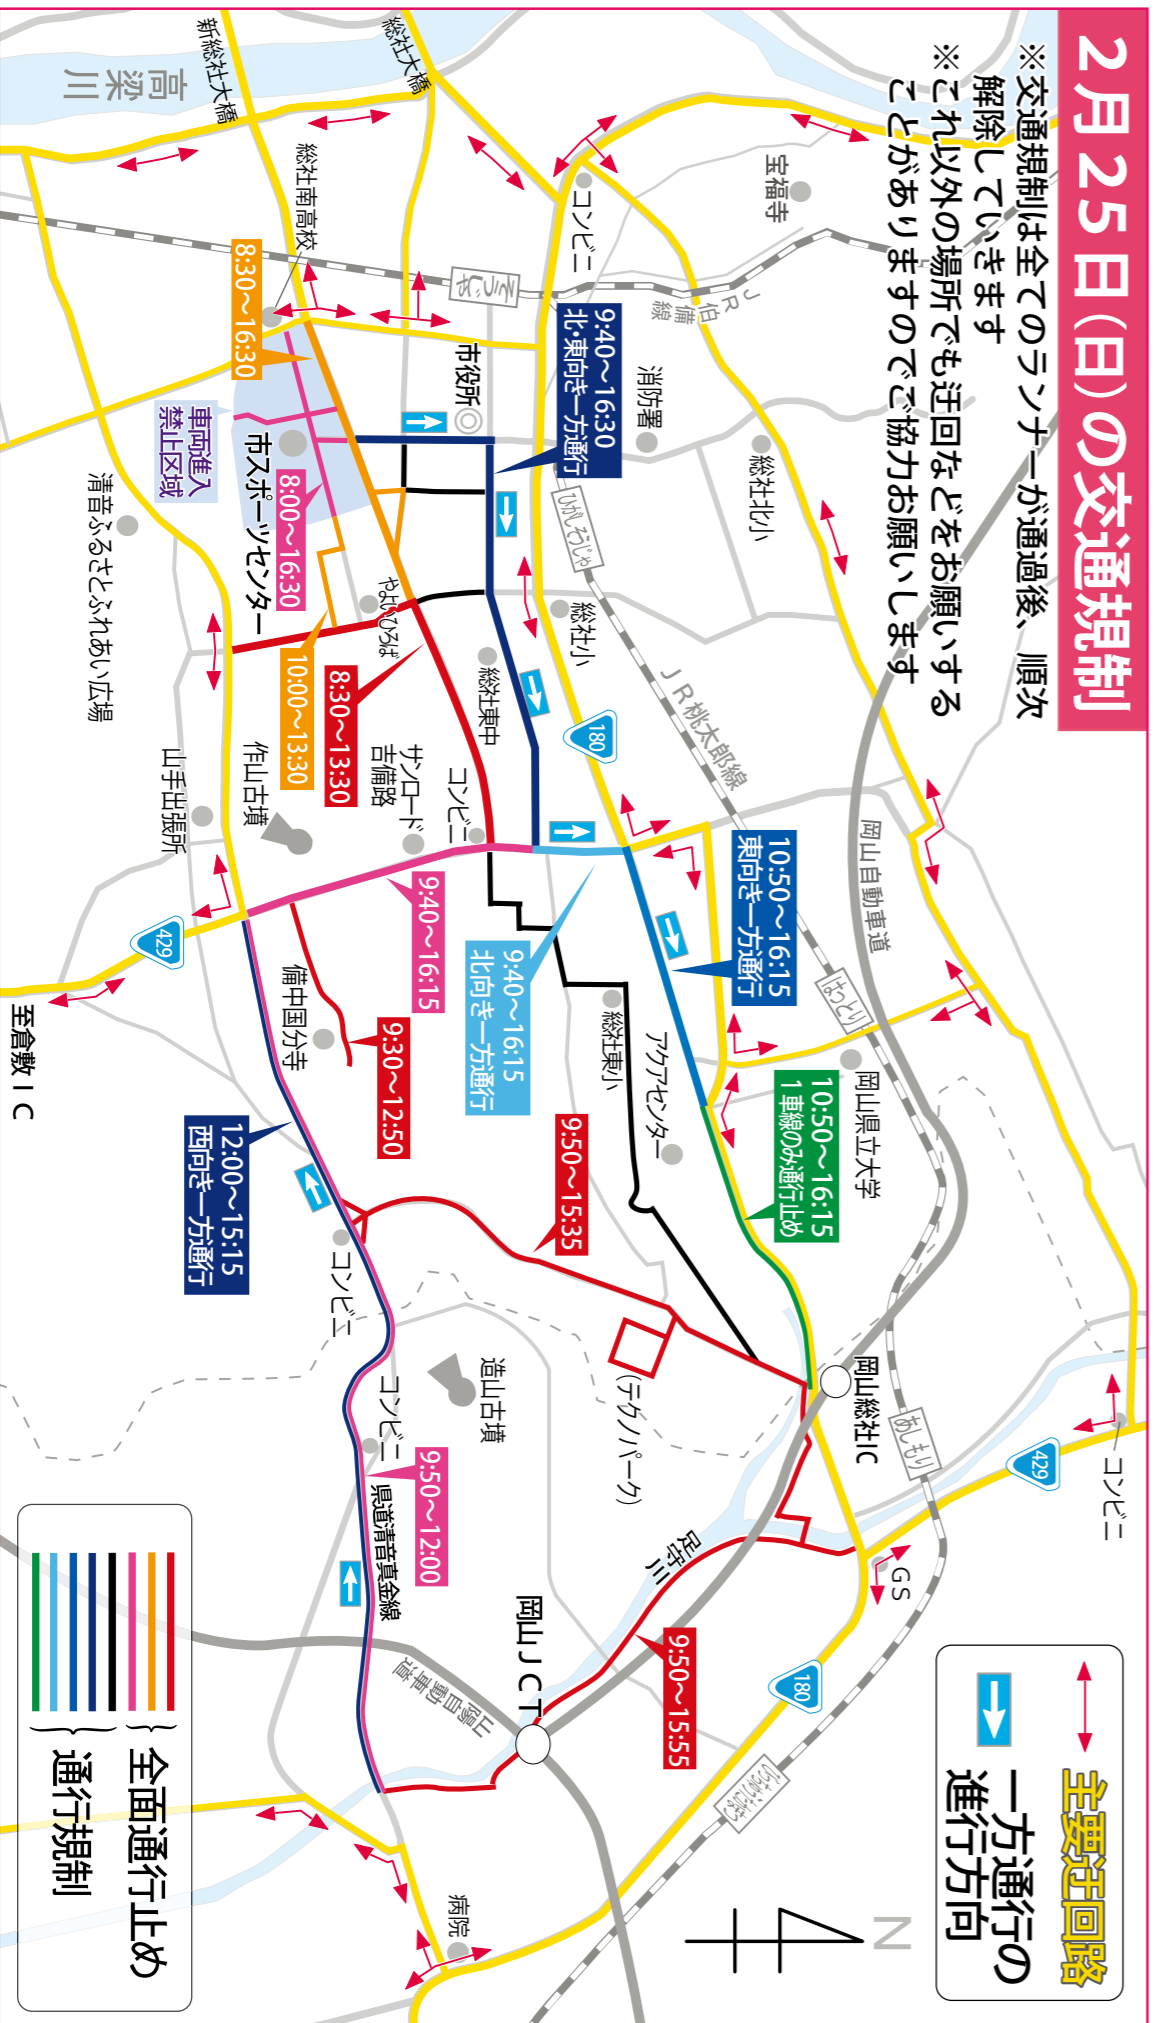 2月25日(日)の交通規制
※交通規制は全てのランナーが通過後、順次
解除していきます
※これ以外の場所でも迂回などをお願いする
ことがありますのでご協力お願いします
主要迂回路
一方通行の
進行方向
N
高梁川
新総社大橋
総社大橋
総社南高校
宝福寺
コンビニ
JR伯備線
そうじゃ
8:30～16:30
市役所
9:40～16:30
北・東向き一方通行
消防署
総社北小
車両進入
禁止区域
市スポーツセンター
8:00～16:30
清音ふるさとふれあい広場
ひがしそうじゃ
やよいひろば
総社小
総社東中
10:00～13:30
8:30～13:30
JR桃太郎線
180
岡山自動車道
山手出張所
作山古墳
サンロード
吉備路
コンビニ
10:50～16:15
東向き一方通行
9:40～16:15
9:40～16:15
北向き一方通行
429
至倉敷IC
備中国分寺
9:30～12:50
総社東小
アクアセンター
はっとり
岡山県立大学
10:50～16:15
1車線のみ通行止め
12:00～15:15
西向き一方通行
9:50～15:35
コンビニ
コンビニ
造山古墳
(テクノパーク)
岡山総社IC
あしもり
429
コンビニ
9:50～12:00
県道清音真金線
足守川
GS
岡山JCT
山陽自動車道
9:50～15:55
180
びっちゅうたかまつ
病院
全面通行止め
通行規制